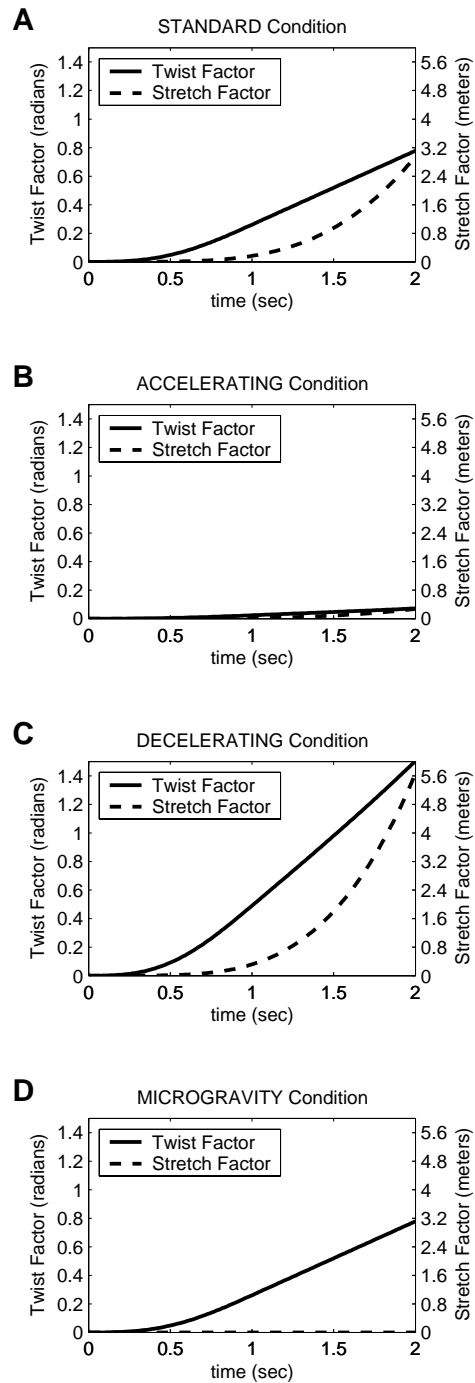 A
STANDARD Condition
Twist Factor
Stretch Factor
Twist Factor (radians)
0
0.2
0.4
0.6
0.8
1
1.2
1.4
Stretch Factor (meters)
0
0.8
1.6
2.4
3.2
4
4.8
5.6
0 0.5 1 1.5 2
time (sec)
B
ACCELERATING Condition
Twist Factor
Stretch Factor
Twist Factor (radians)
0
0.2
0.4
0.6
0.8
1
1.2
1.4
Stretch Factor (meters)
0
0.8
1.6
2.4
3.2
4
4.8
5.6
0 0.5 1 1.5 2
time (sec)
C
DECELERATING Condition
Twist Factor
Stretch Factor
Twist Factor (radians)
0
0.2
0.4
0.6
0.8
1
1.2
1.4
Stretch Factor (meters)
0
0.8
1.6
2.4
3.2
4
4.8
5.6
0 0.5 1 1.5 2
time (sec)
D
MICROGRAVITY Condition
Twist Factor
Stretch Factor
Twist Factor (radians)
0
0.2
0.4
0.6
0.8
1
1.2
1.4
Stretch Factor (meters)
0
0.8
1.6
2.4
3.2
4
4.8
5.6
0 0.5 1 1.5 2
time (sec)